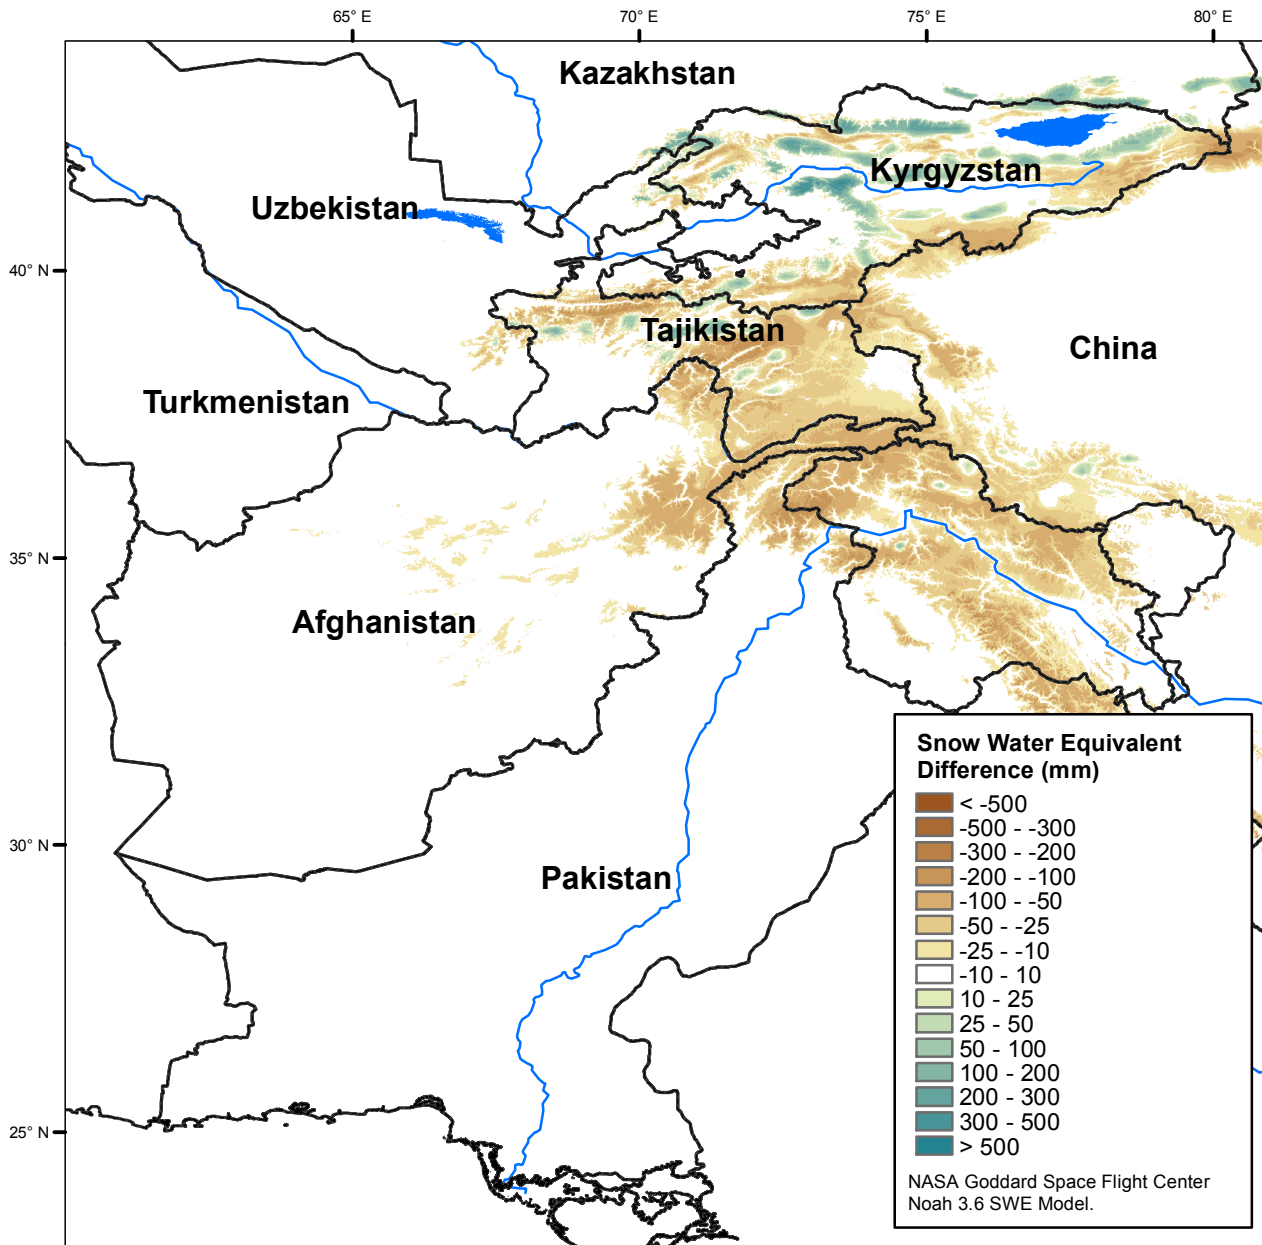 65° E
70° E
75° E
80° E
Kazakhstan
Kyrgyzstan
Uzbekistan
40° N
Tajikistan
China
Turkmenistan
35° N
Afghanistan
Snow Water Equivalent
Difference (mm)
< -500
-500 - -300
-300 - -200
-200 - -100
-100 - -50
-50 - -25
-25 - -10
-10 - 10
10 - 25
25 - 50
50 - 100
100 - 200
200 - 300
300 - 500
> 500
NASA Goddard Space Flight Center
Noah 3.6 SWE Model.
30° N
Pakistan
25° N